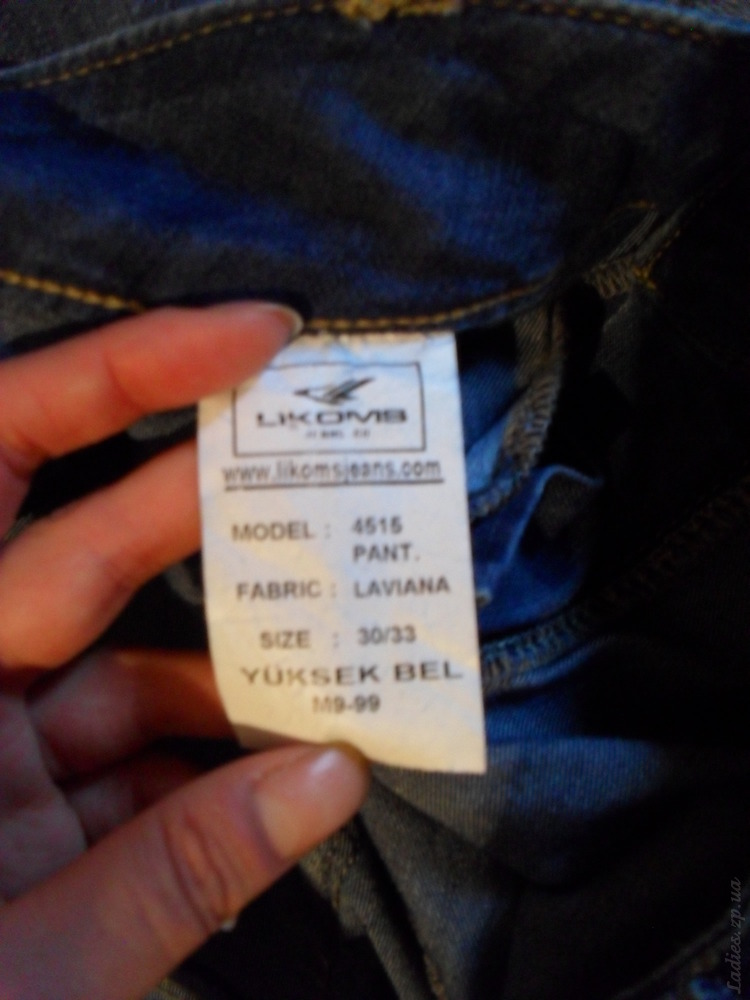 LiKOMS
www.likomsjeans.com
MODEL : 4515
PANT.
FABRIC : LAVIANA
SIZE : 30/33
YÜKSEK BEL
M9-99
Ladies.zp.ua